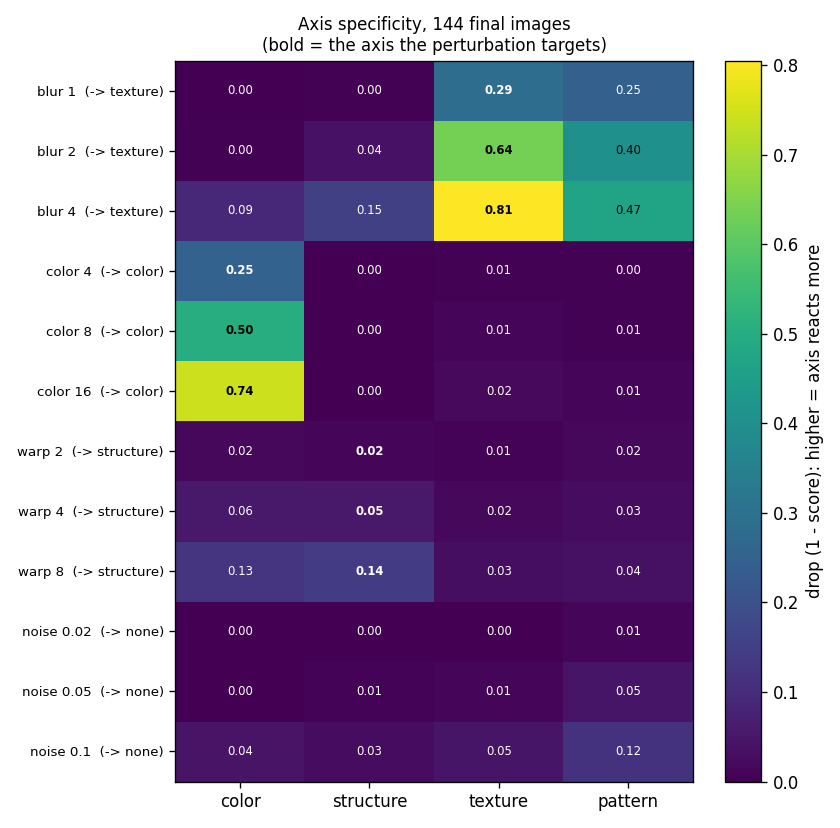 Axis specificity, 144 final images
(bold = the axis the perturbation targets)
blur 1  (-> texture) 0.00 0.00 0.29 0.25
blur 2  (-> texture) 0.00 0.04 0.64 0.40
blur 4  (-> texture) 0.09 0.15 0.81 0.47
color 4  (-> color) 0.25 0.00 0.01 0.00
color 8  (-> color) 0.50 0.00 0.01 0.01
color 16  (-> color) 0.74 0.00 0.02 0.01
warp 2  (-> structure) 0.02 0.02 0.01 0.02
warp 4  (-> structure) 0.06 0.05 0.02 0.03
warp 8  (-> structure) 0.13 0.14 0.03 0.04
noise 0.02  (-> none) 0.00 0.00 0.00 0.01
noise 0.05  (-> none) 0.00 0.01 0.01 0.05
noise 0.1  (-> none) 0.04 0.03 0.05 0.12
color structure texture pattern
0.8
0.7
0.6
0.5
0.4
0.3
0.2
0.1
0.0
drop (1 - score): higher = axis reacts more